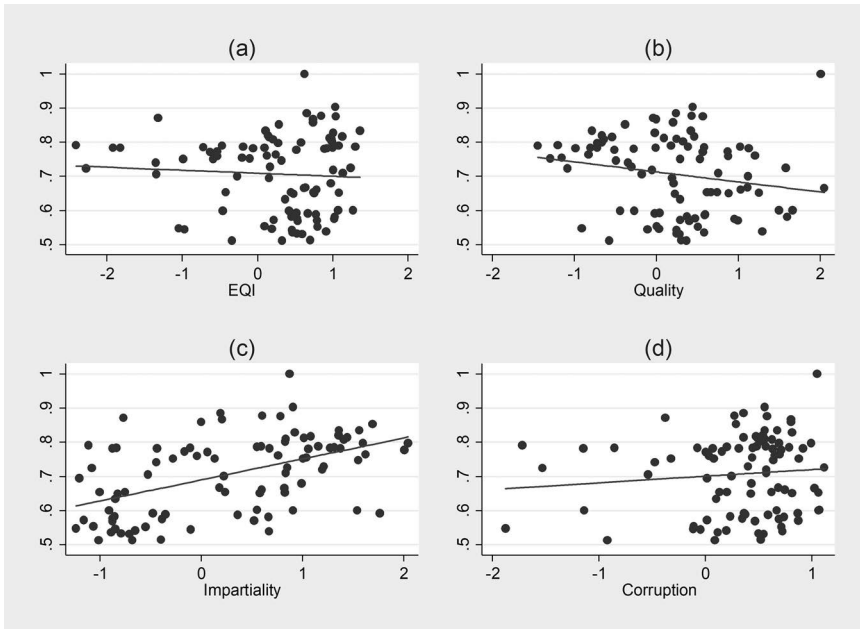 (a)
1
.9
.8
.7
.6
.5
-2 -1 0 1 2
EQI
(b)
1
.9
.8
.7
.6
.5
-2 -1 0 1 2
Quality
(c)
1
.9
.8
.7
.6
.5
-1 0 1 2
Impartiality
(d)
1
.9
.8
.7
.6
.5
-2 -1 0 1
Corruption